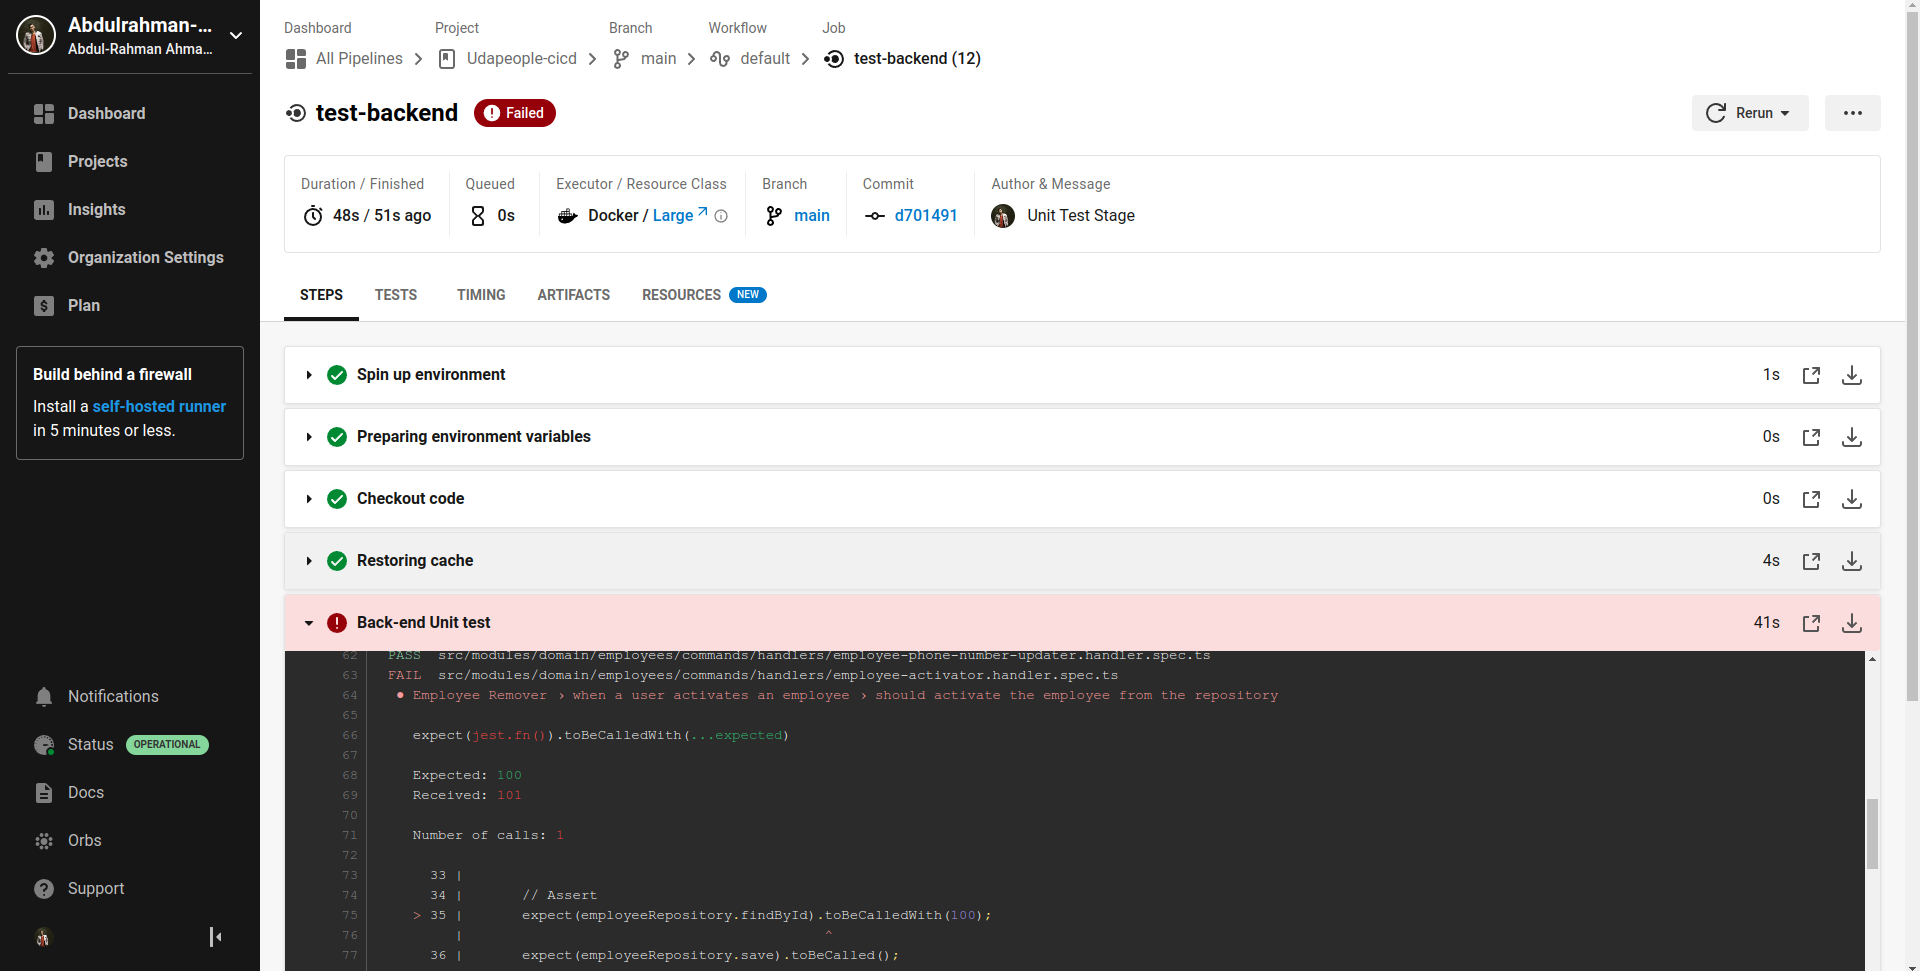 Abdulrahman-...
Abdul-Rahman Ahma...
Dashboard
Projects
Insights
Organization Settings
Plan
Build behind a firewall
Install a self-hosted runner
in 5 minutes or less.
Notifications
Status OPERATIONAL
Docs
Orbs
Support
Dashboard Project Branch Workflow Job
All Pipelines Udapeople-cicd main default test-backend (12)
test-backend Failed
Rerun
Duration / Finished Queued Executor / Resource Class Branch Commit Author & Message
48s / 51s ago 0s Docker / Large main d701491 Unit Test Stage
STEPS TESTS TIMING ARTIFACTS RESOURCES NEW
Spin up environment 1s
Preparing environment variables 0s
Checkout code 0s
Restoring cache 4s
Back-end Unit test 41s
62 PASS src/modules/domain/employees/commands/handlers/employee-phone-number-updater.handler.spec.ts
63 FAIL src/modules/domain/employees/commands/handlers/employee-activator.handler.spec.ts
64 ● Employee Remover › when a user activates an employee › should activate the employee from the repository
65
66 expect(jest.fn()).toBeCalledWith(...expected)
67
68 Expected: 100
69 Received: 101
70
71 Number of calls: 1
72
73 33 |
74 34 | // Assert
75 > 35 | expect(employeeRepository.findById).toBeCalledWith(100);
76 | ^
77 36 | expect(employeeRepository.save).toBeCalled();